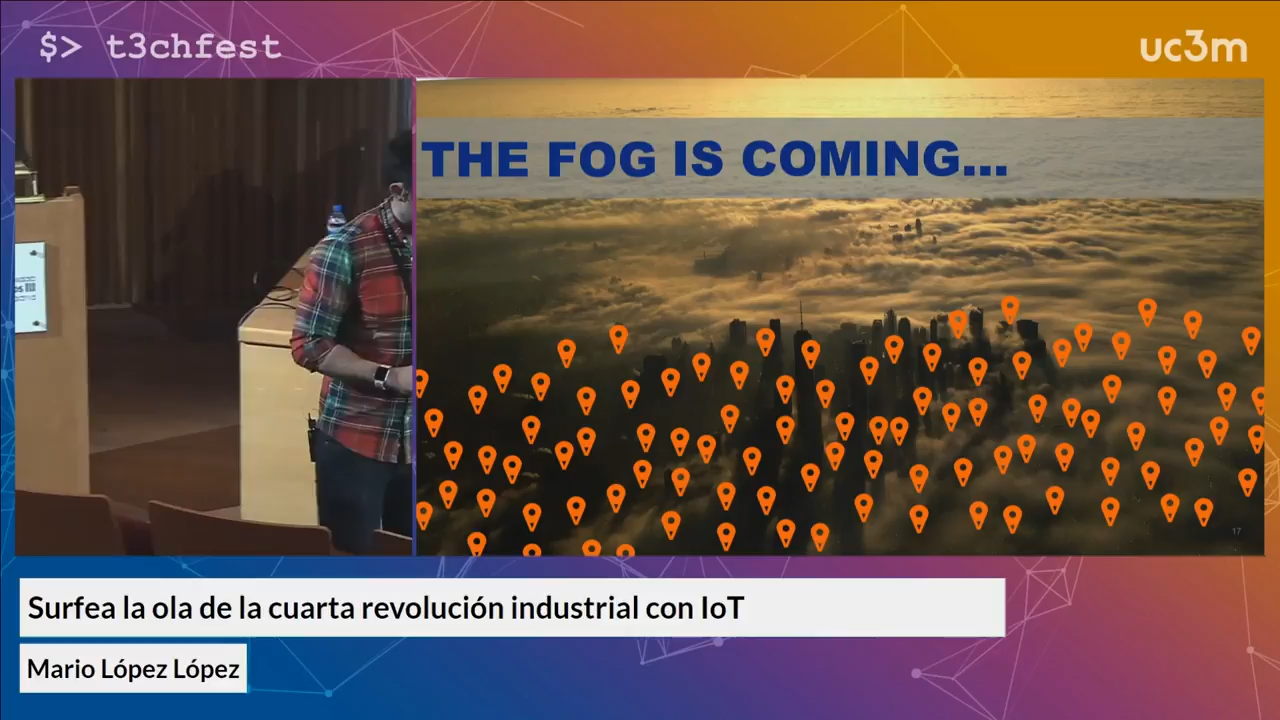 $> t3chfest
uc3m
THE FOG IS COMING...
17
Surfea la ola de la cuarta revolución industrial con IoT
Mario López López